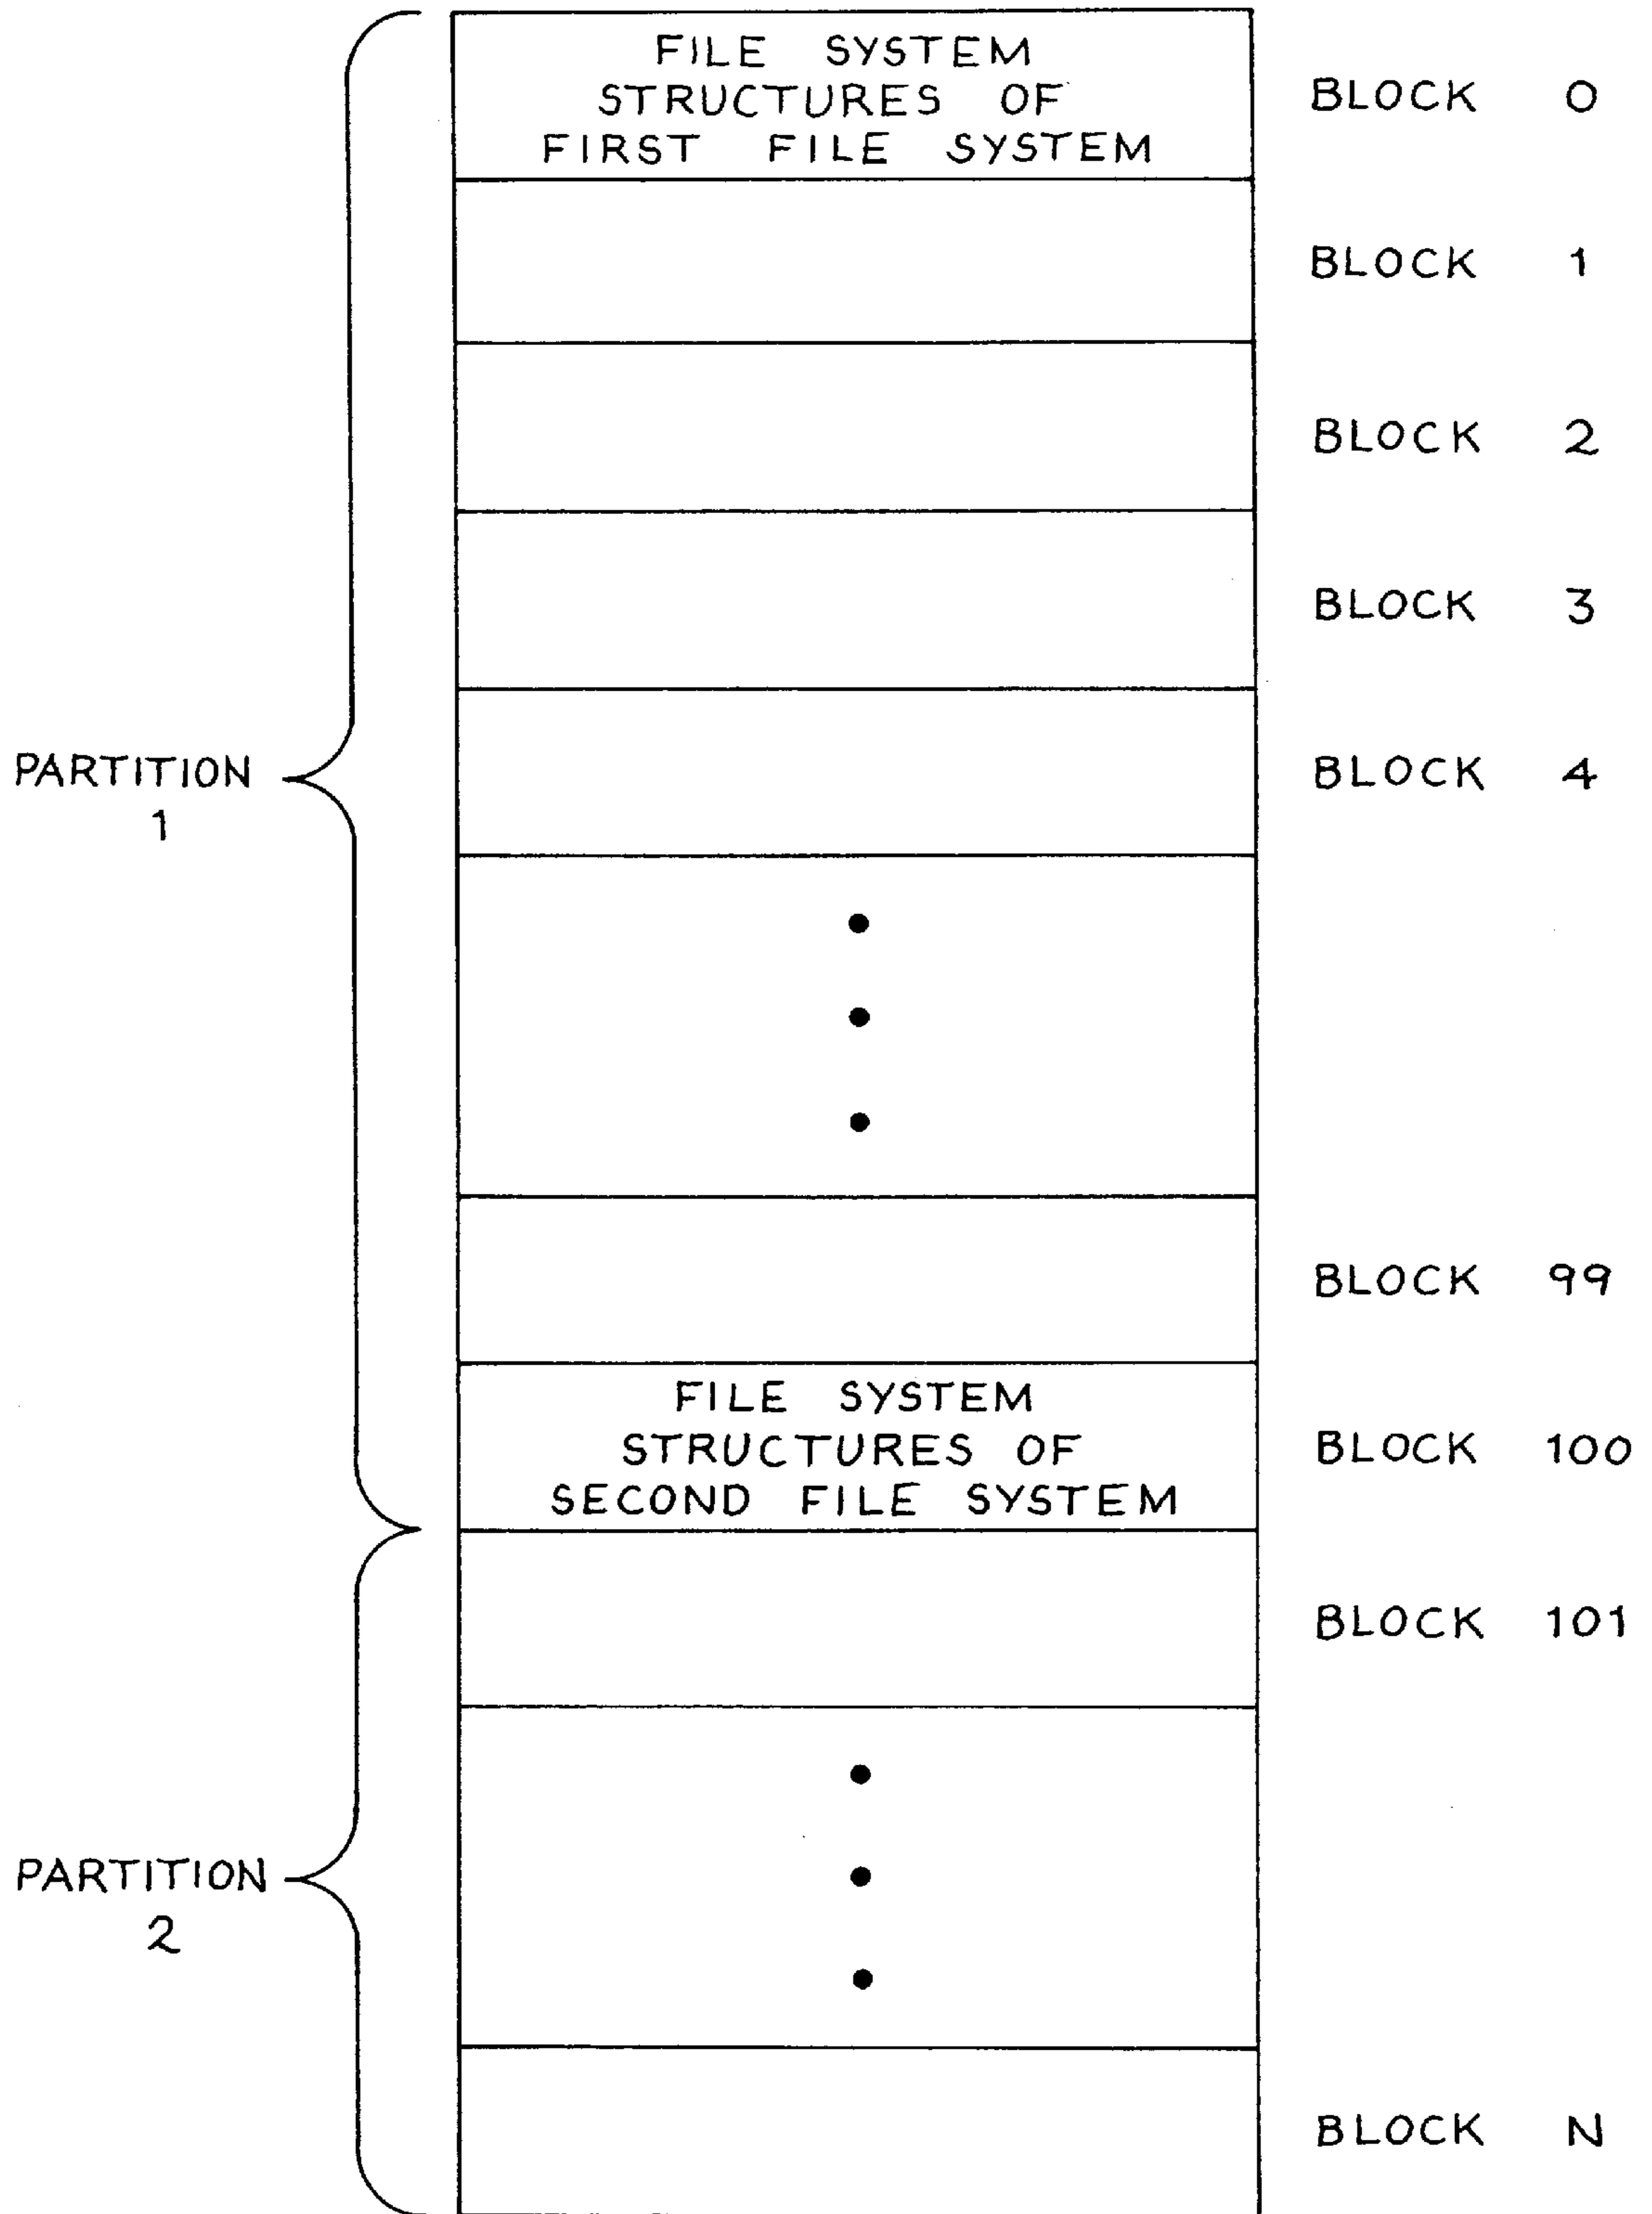 FILE SYSTEM
STRUCTURES OF
FIRST FILE SYSTEM
BLOCK 0
BLOCK 1
BLOCK 2
BLOCK 3
PARTITION
1
BLOCK 4
BLOCK 99
FILE SYSTEM
STRUCTURES OF
SECOND FILE SYSTEM
BLOCK 100
BLOCK 101
PARTITION
2
BLOCK N